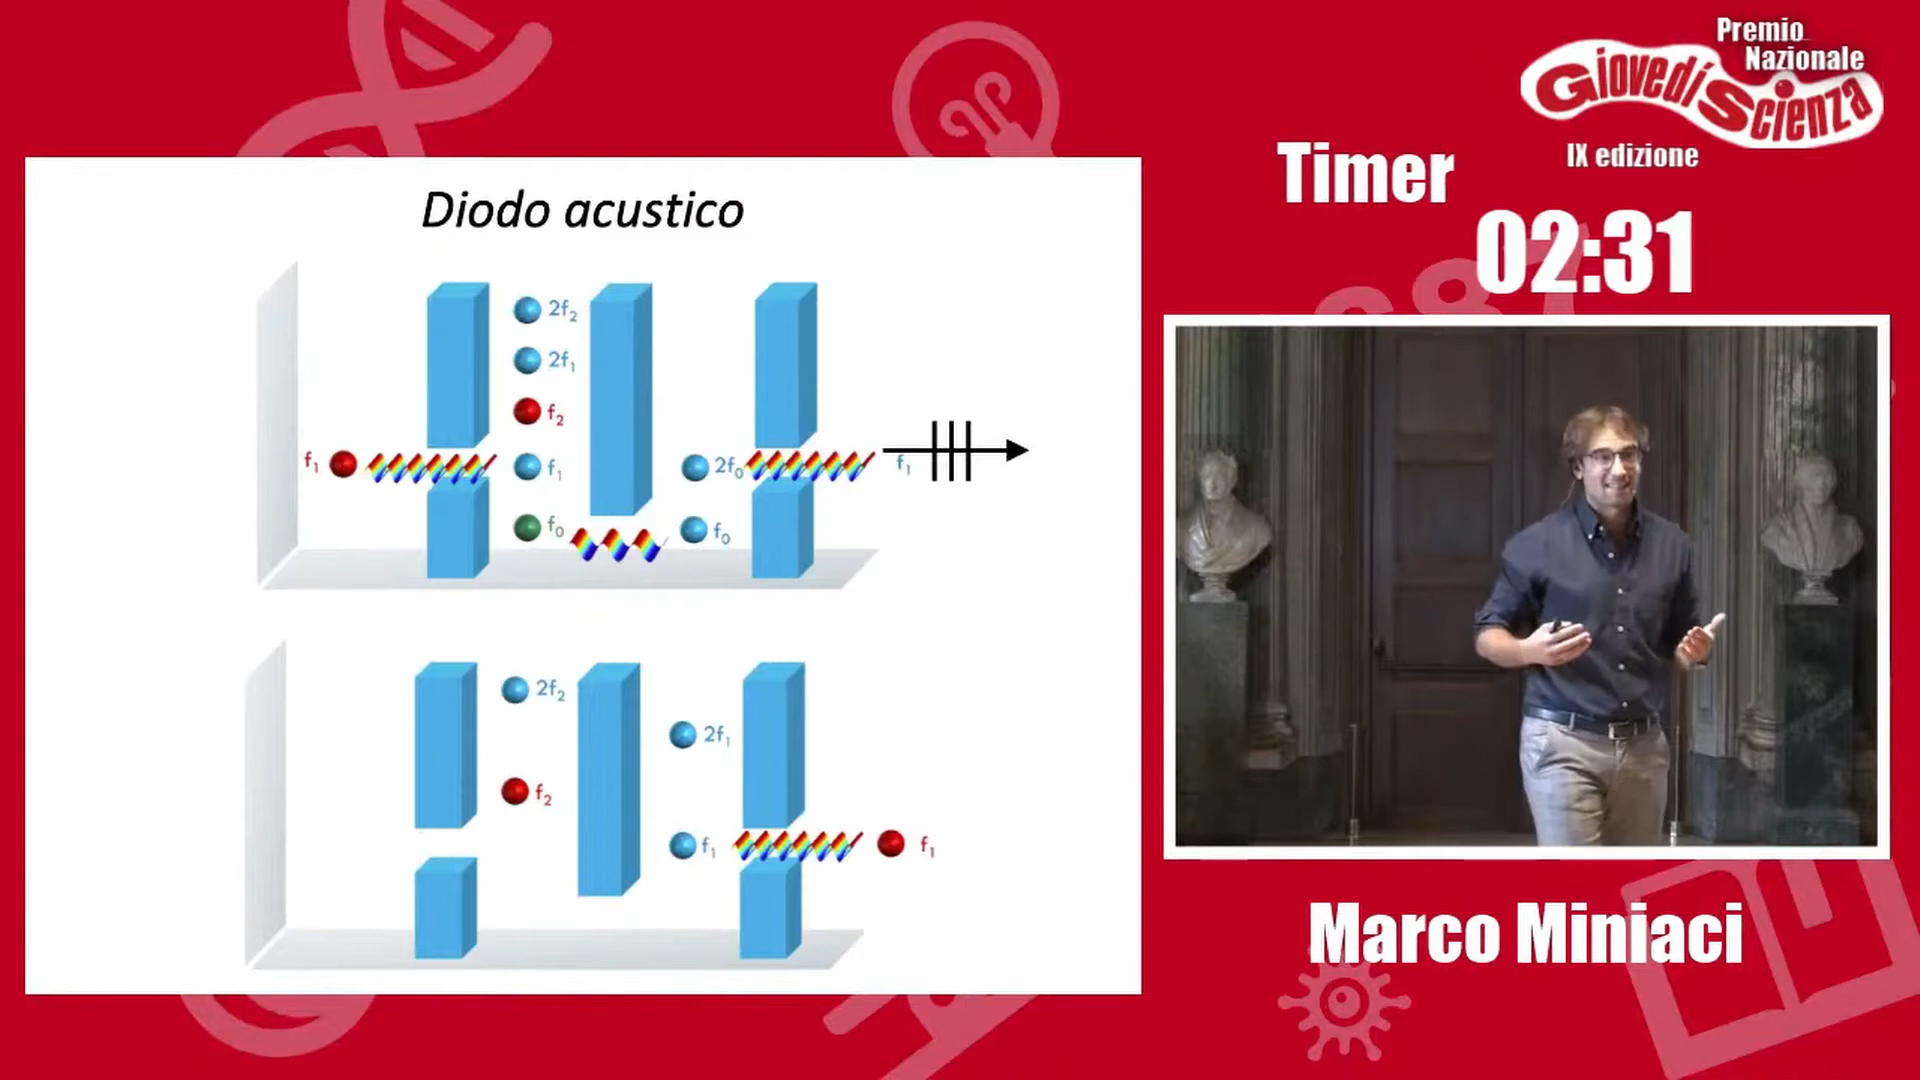 Premio
Nazionale
GiovedìScienza
IX edizione
Timer
02:31
Diodo acustico
2f₂
2f₁
f₂
f₁
f₁
2f₀
f₁
f₀
f₀
2f₂
2f₁
f₂
f₁
f₁
Marco Miniaci